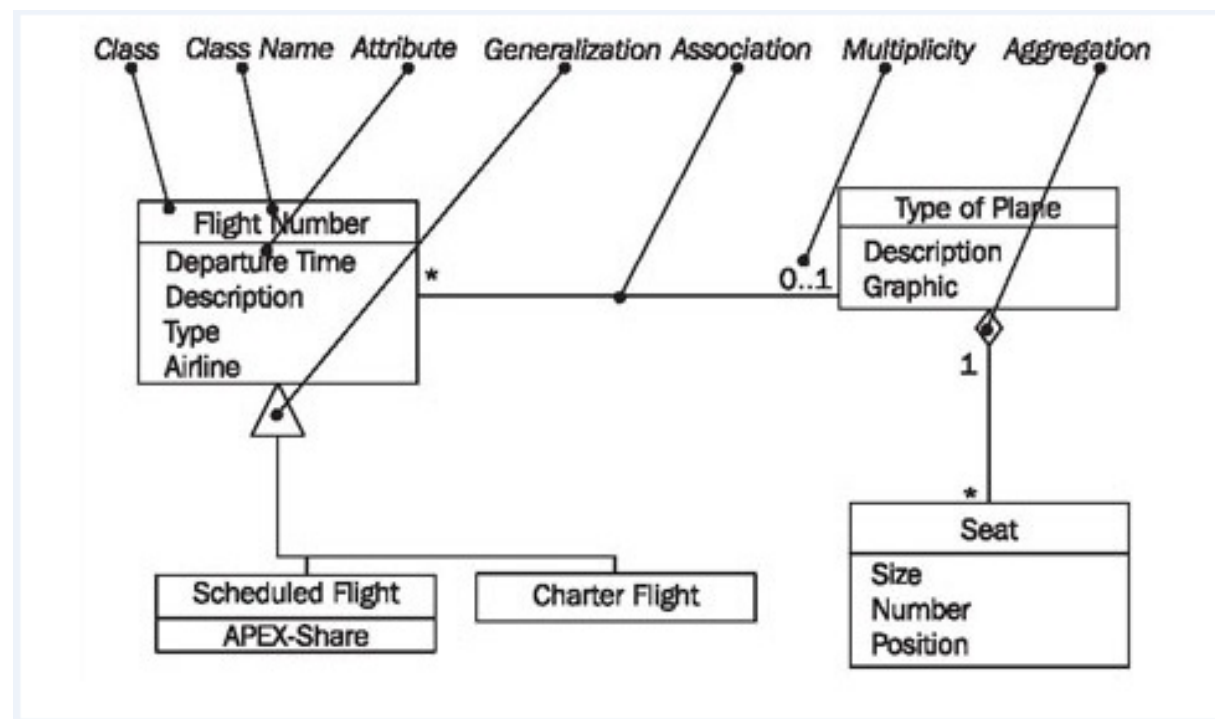 Class Class Name Attribute Generalization Association Multiplicity Aggregation
Flight Number
Departure Time
Description
Type
Airline
*
0..1
Type of Plane
Description
Graphic
1
*
Seat
Size
Number
Position
Scheduled Flight
APEX-Share
Charter Flight